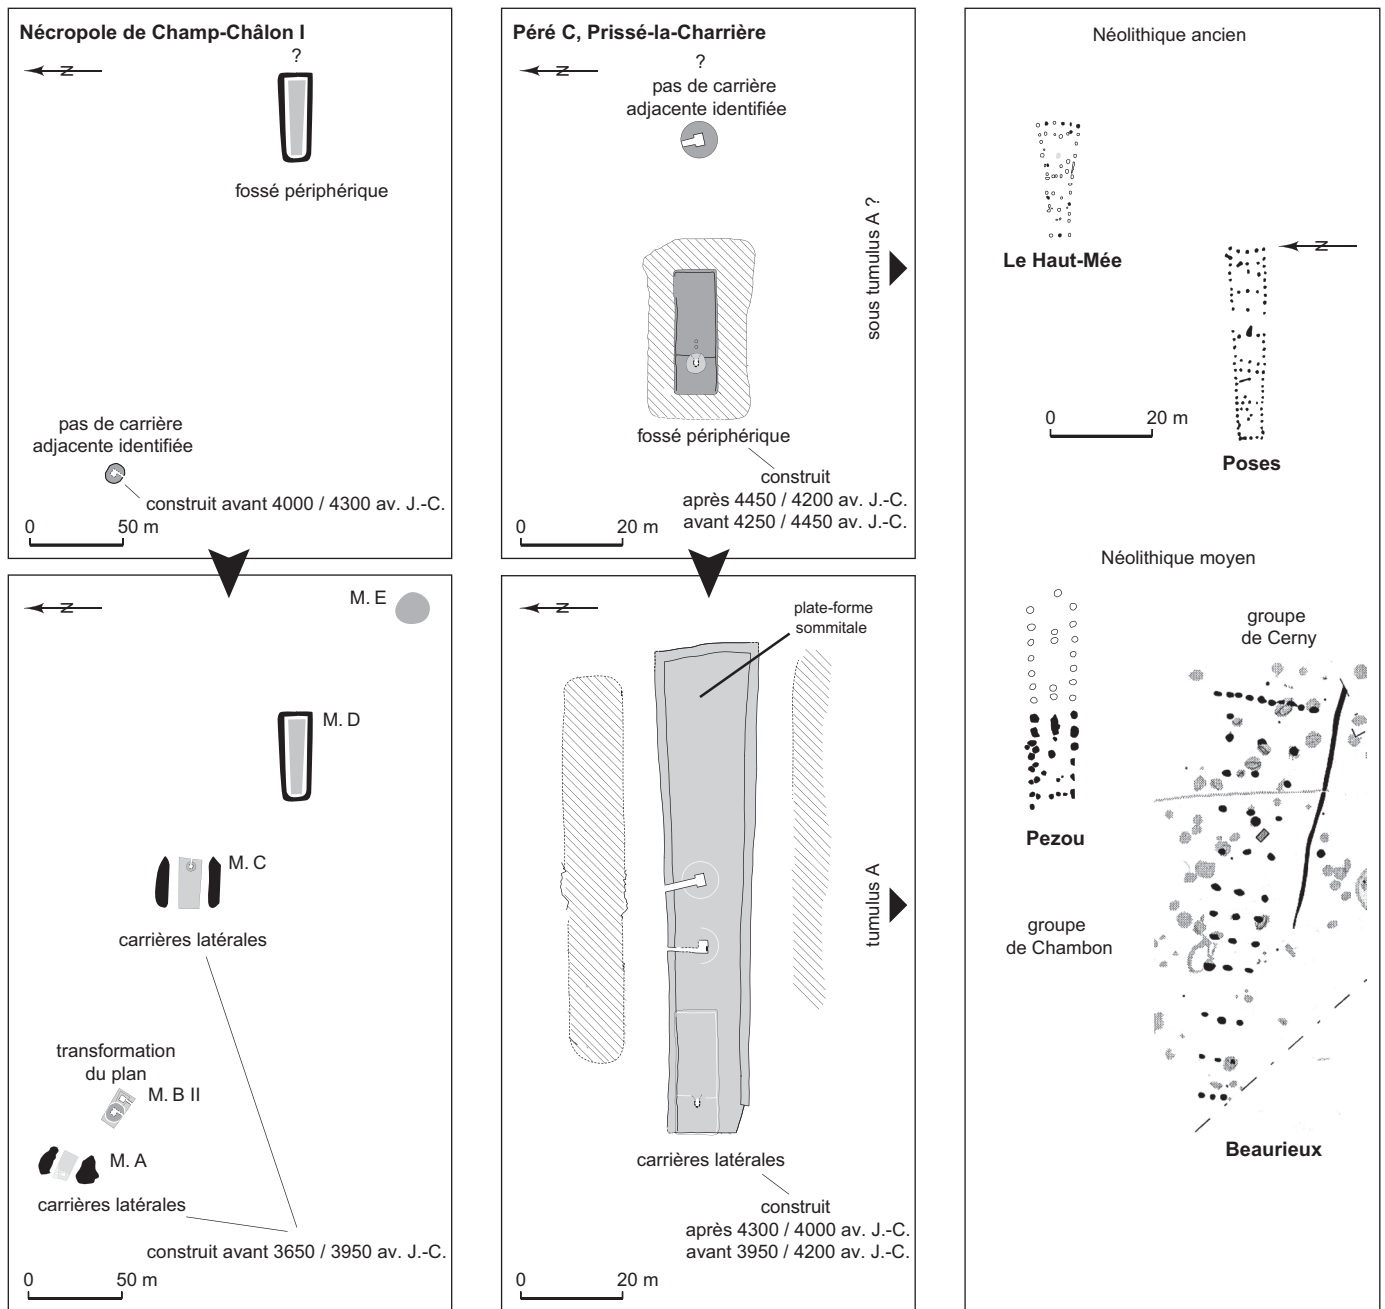 Nécropole de Champ-Châlon I
?
N
fossé périphérique
pas de carrière
adjacente identifiée
construit avant 4000 / 4300 av. J.-C.
0 50 m
N
M. E
M. D
M. C
carrières latérales
transformation
du plan
M. B II
M. A
carrières latérales
construit avant 3650 / 3950 av. J.-C.
0 50 m
Péré C, Prissé-la-Charrière
?
N
pas de carrière
adjacente identifiée
sous tumulus A ?
fossé périphérique
construit
après 4450 / 4200 av. J.-C.
avant 4250 / 4450 av. J.-C.
0 20 m
N
plate-forme
sommitale
tumulus A
carrières latérales
construit
après 4300 / 4000 av. J.-C.
avant 3950 / 4200 av. J.-C.
0 20 m
Néolithique ancien
Le Haut-Mée
N
0 20 m
Poses
Néolithique moyen
groupe
de Cerny
Pezou
groupe
de Chambon
Beaurieux